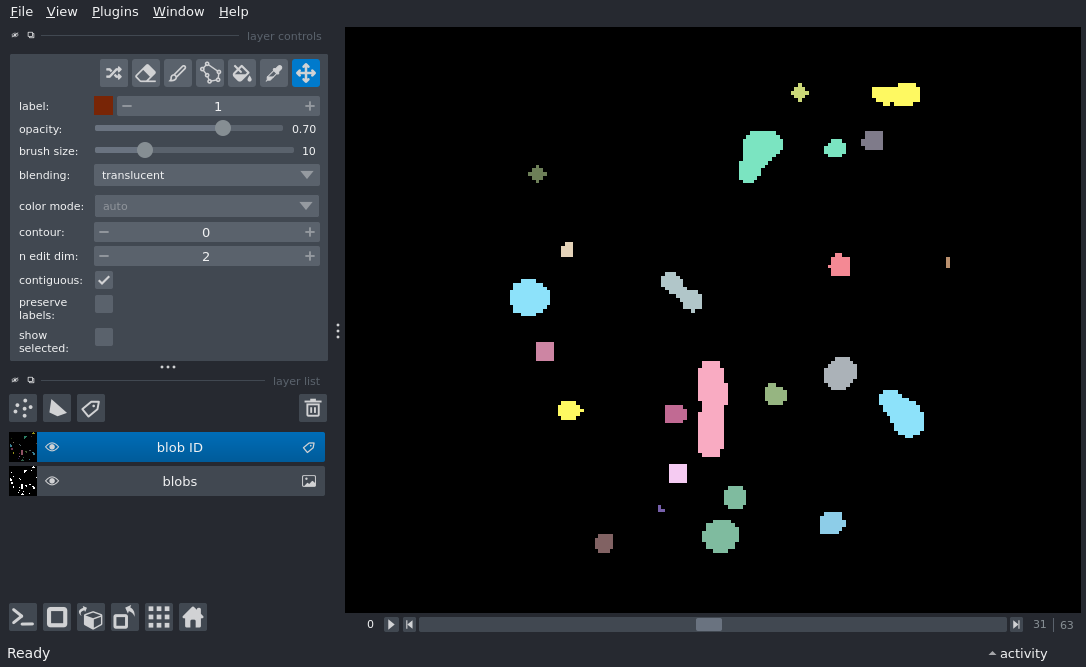 File View Plugins Window Help
layer controls
label: 1
opacity: 0.70
brush size: 10
blending: translucent
color mode: auto
contour: 0
n edit dim: 2
contiguous:
preserve
labels:
show
selected:
layer list
blob ID
blobs
0 31 63
Ready activity